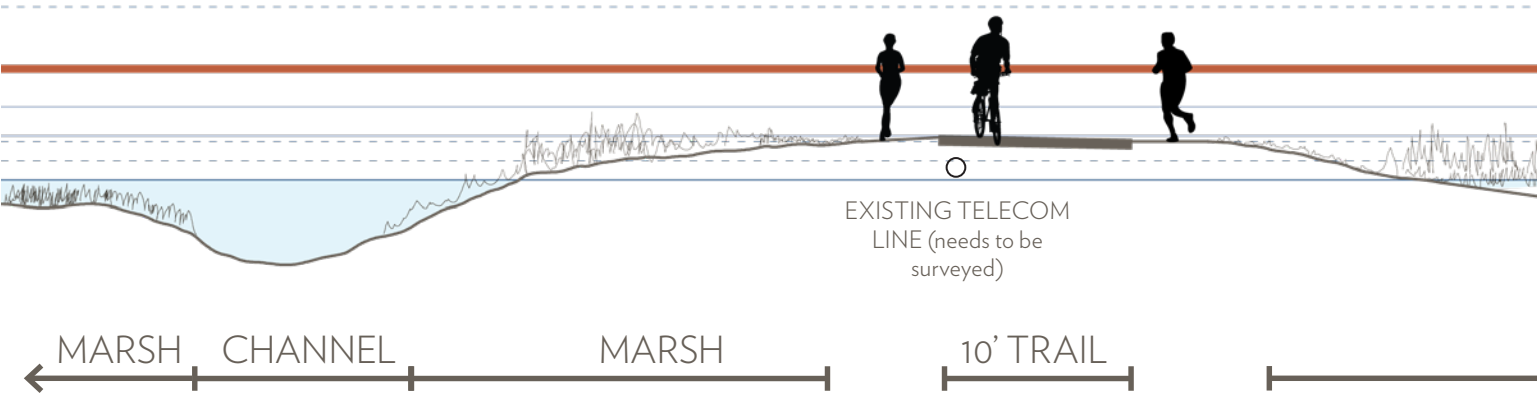 EXISTING TELECOM
LINE (needs to be
surveyed)
MARSH
CHANNEL
MARSH
10' TRAIL